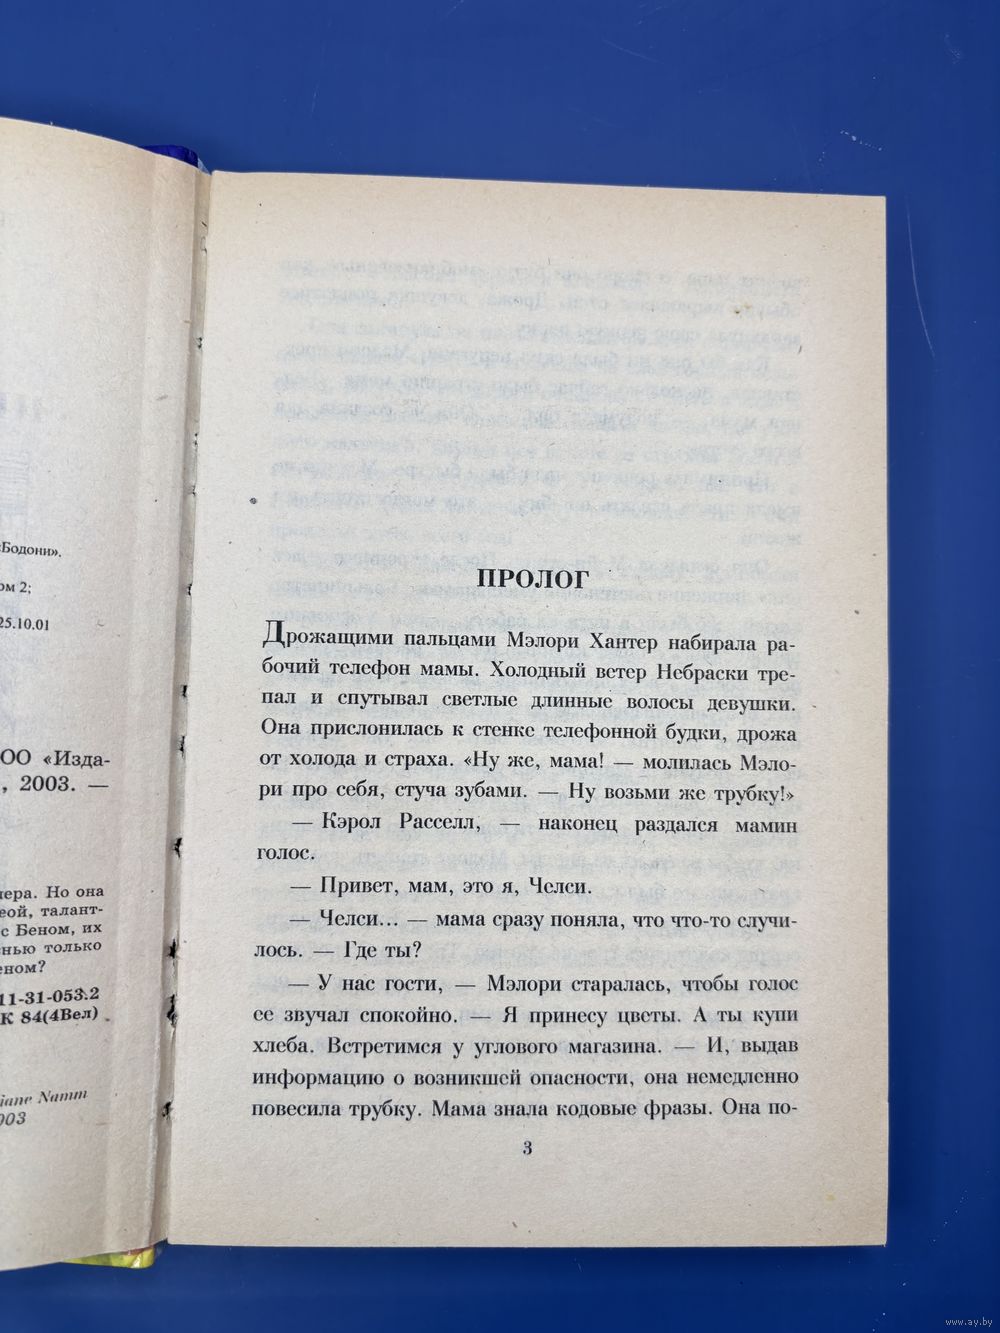 «Бодони».
ом 2;
25.10.01
ОО «Изда-
, 2003. —
пера. Но она
еой, талант-
с Беном, их
нью только
еном?
11-31-053.2
К 84(4Вел)
iane Namm
003
ПРОЛОГ
Дрожащими пальцами Мэлори Хантер набирала ра-
бочий телефон мамы. Холодный ветер Небраски тре-
пал и спутывал светлые длинные волосы девушки.
Она прислонилась к стенке телефонной будки, дрожа
от холода и страха. «Ну же, мама! — молилась Мэло-
ри про себя, стуча зубами. — Ну возьми же трубку!»
— Кэрол Расселл, — наконец раздался мамин
голос.
— Привет, мам, это я, Челси.
— Челси... — мама сразу поняла, что что-то случи-
лось. — Где ты?
— У нас гости, — Мэлори старалась, чтобы голос
ее звучал спокойно. — Я принесу цветы. А ты купи
хлеба. Встретимся у углового магазина. — И, выдав
информацию о возникшей опасности, она немедленно
повесила трубку. Мама знала кодовые фразы. Она по-
3
www.ay.by